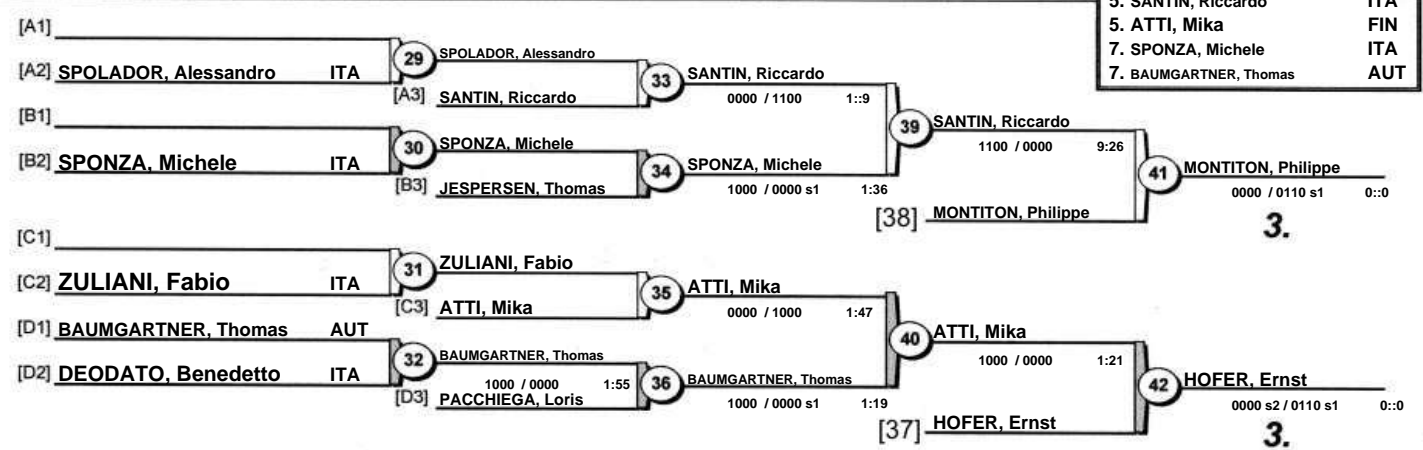 5. SANTIN, Riccardo ITA
5. ATTI, Mika FIN
7. SPONZA, Michele ITA
7. BAUMGARTNER, Thomas AUT
[A1]
[A2] SPOLADOR, Alessandro ITA
29
SPOLADOR, Alessandro
[A3] SANTIN, Riccardo
33
SANTIN, Riccardo
0000 / 1100 1::9
[B1]
[B2] SPONZA, Michele ITA
30
SPONZA, Michele
[B3] JESPERSEN, Thomas
34
SPONZA, Michele
1000 / 0000 s1 1:36
39
SANTIN, Riccardo
1100 / 0000 9:26
[38] MONTITON, Philippe
41
MONTITON, Philippe
0000 / 0110 s1 0::0
3.
[C1]
[C2] ZULIANI, Fabio ITA
31
ZULIANI, Fabio
[C3] ATTI, Mika
35
ATTI, Mika
0000 / 1000 1:47
[D1] BAUMGARTNER, Thomas AUT
[D2] DEODATO, Benedetto ITA
32
BAUMGARTNER, Thomas
1000 / 0000 1:55
[D3] PACCHIEGA, Loris
36
BAUMGARTNER, Thomas
1000 / 0000 s1 1:19
40
ATTI, Mika
1000 / 0000 1:21
[37] HOFER, Ernst
42
HOFER, Ernst
0000 s2 / 0110 s1 0::0
3.